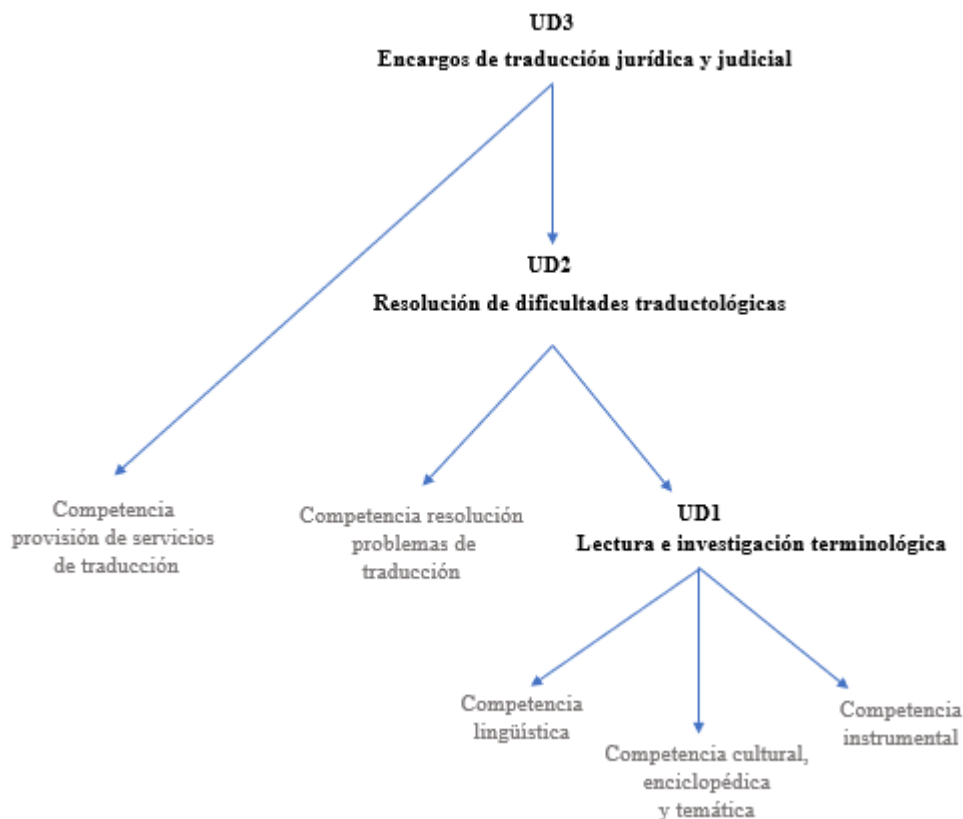 UD3
Encargos de traducción jurídica y judicial
UD2
Resolución de dificultades traductológicas
Competencia
provisión de servicios
de traducción
Competencia resolución
problemas de
traducción
UD1
Lectura e investigación terminológica
Competencia
lingüística
Competencia cultural,
enciclopédica
y temática
Competencia
instrumental